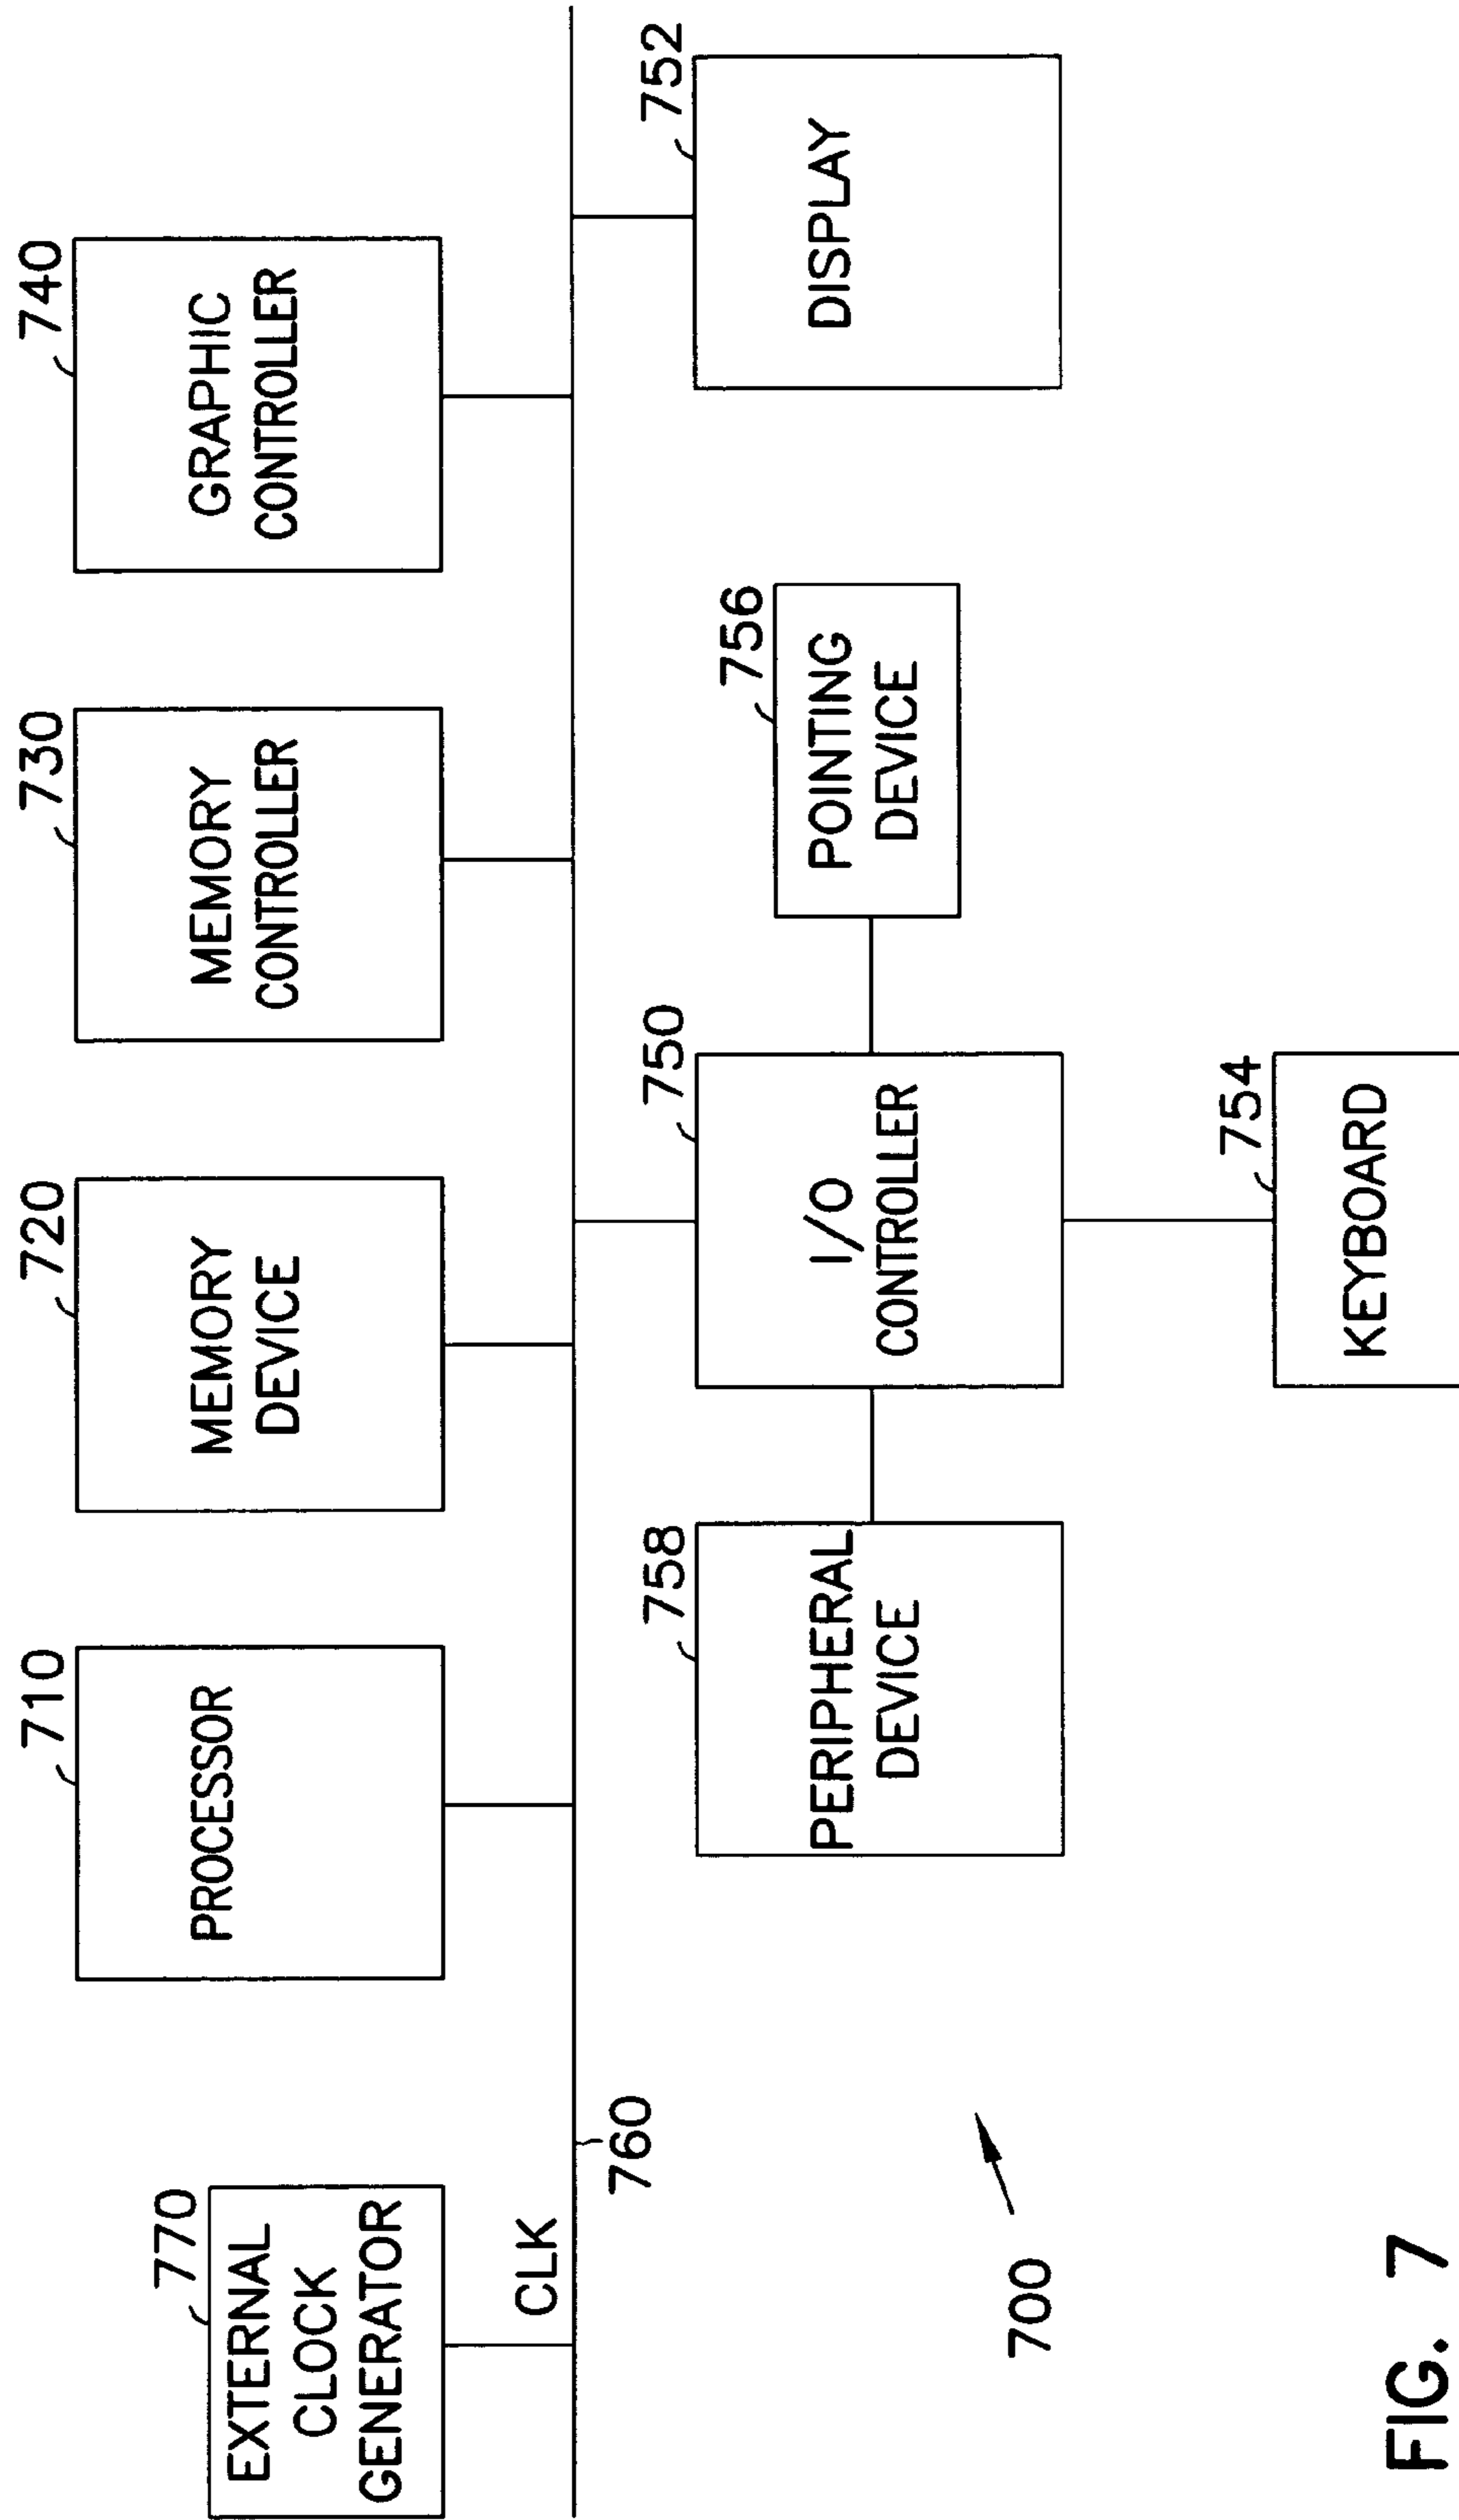 770
EXTERNAL
CLOCK
GENERATOR
710
PROCESSOR
720
MEMORY
DEVICE
730
MEMORY
CONTROLLER
740
GRAPHIC
CONTROLLER
CLK
760
758
PERIPHERAL
DEVICE
750
I/O
CONTROLLER
756
POINTING
DEVICE
752
DISPLAY
700
754
KEYBOARD
FIG. 7